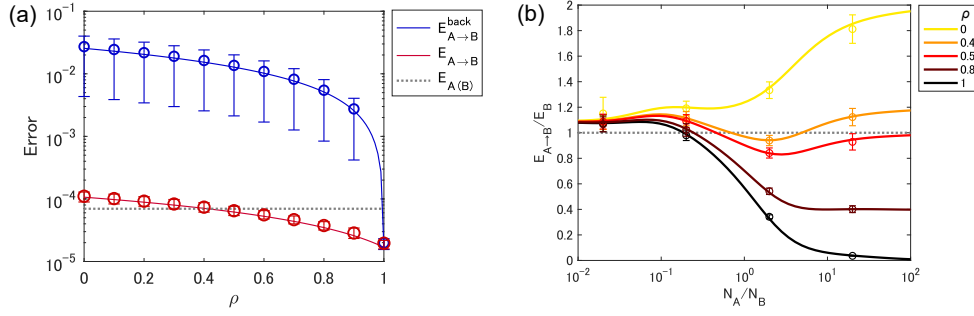 (a)
Error
10^-1
10^-2
10^-3
10^-4
10^-5
0 0.2 0.4 0.6 0.8 1
ρ
E^back_A→B
E_A→B
E_A(B)
(b)
E_A→B/E_B
2
1.8
1.6
1.4
1.2
1
0.8
0.6
0.4
0.2
0
10^-2 10^-1 10^0 10^1 10^2
N_A/N_B
ρ
0
0.4
0.5
0.8
1